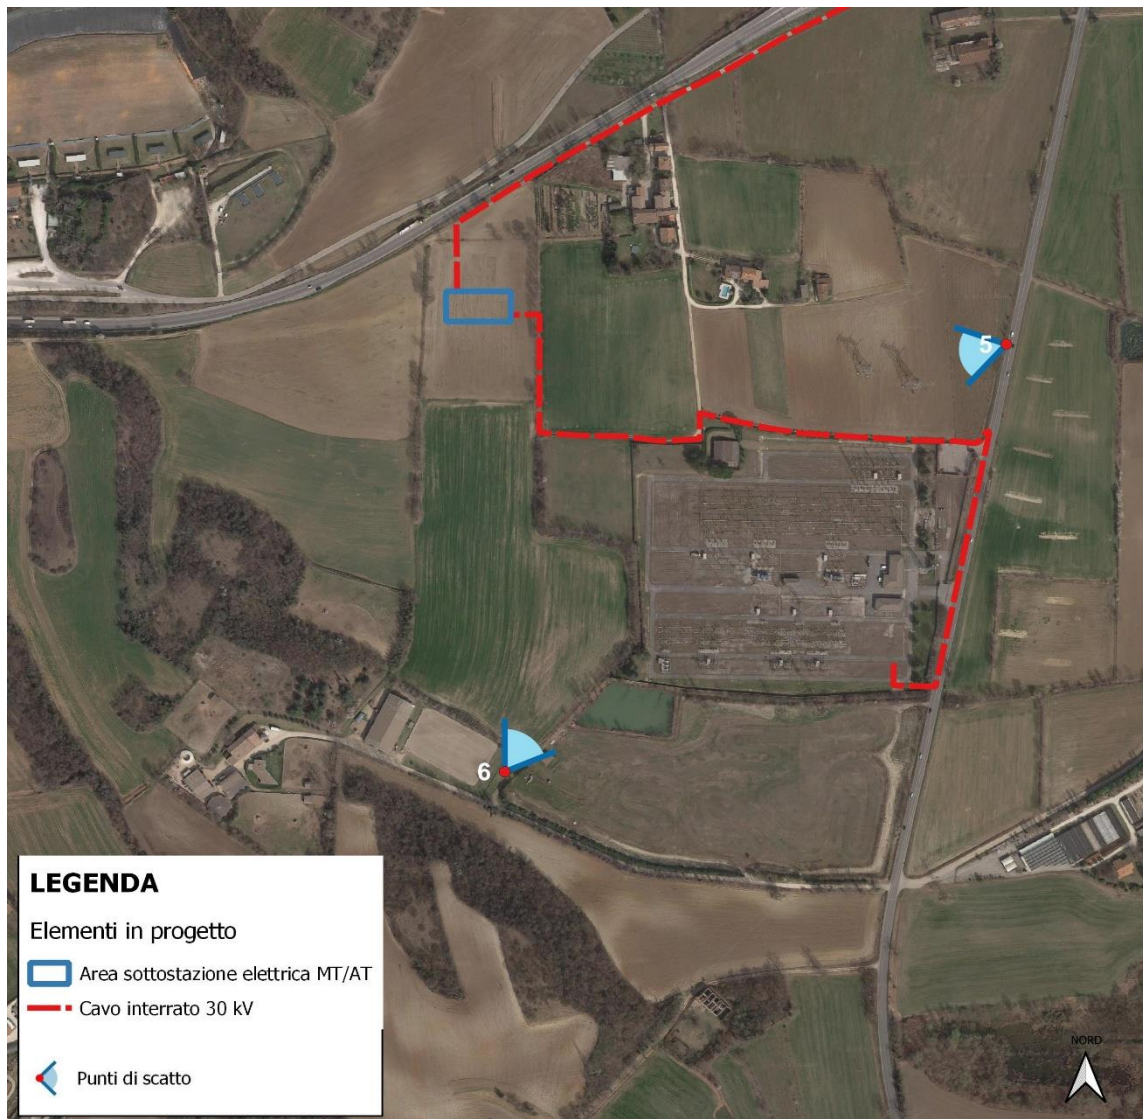 5
6
LEGENDA
Elementi in progetto
Area sottostazione elettrica MT/AT
Cavo interrato 30 kV
Punti di scatto
NORD